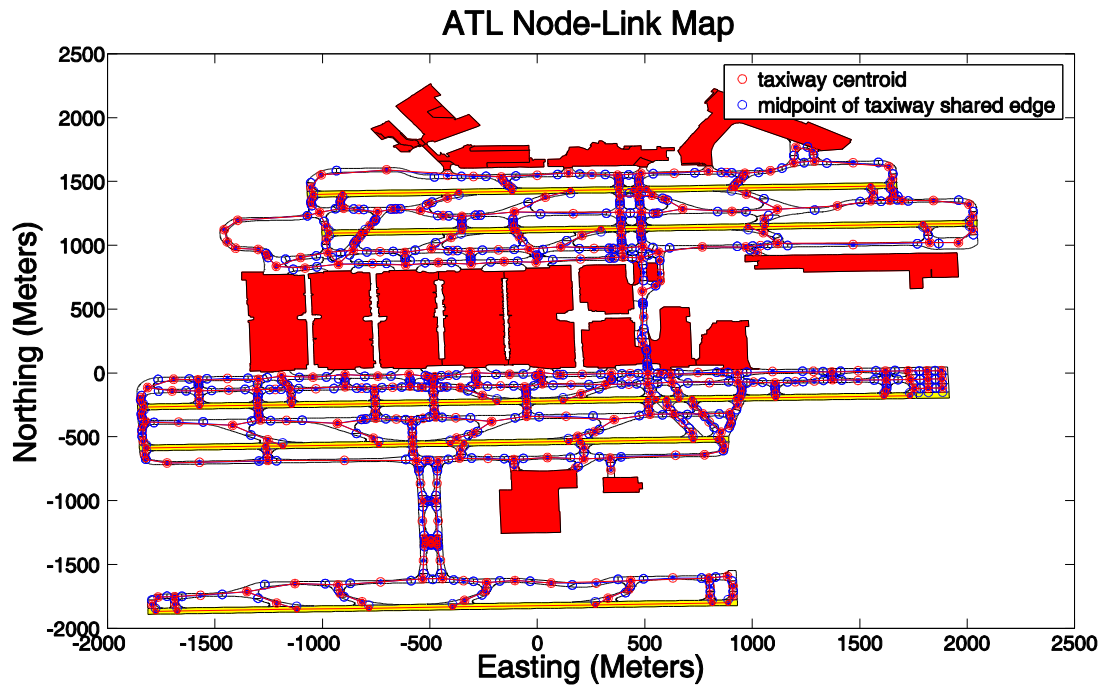 ATL Node-Link Map
taxiway centroid
midpoint of taxiway shared edge
Northing (Meters)
2500
2000
1500
1000
500
0
-500
-1000
-1500
-2000
-2000 -1500 -1000 -500 0 500 1000 1500 2000 2500
Easting (Meters)